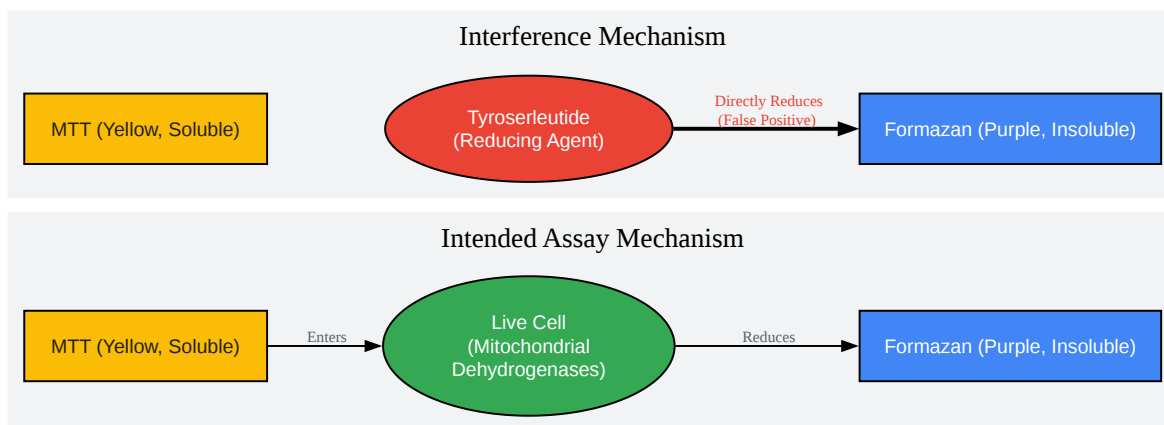 Interference Mechanism
MTT (Yellow, Soluble)
Tyroserleutide
(Reducing Agent)
Directly Reduces
(False Positive)
Formazan (Purple, Insoluble)
Intended Assay Mechanism
MTT (Yellow, Soluble)
Enters
Live Cell
(Mitochondrial
Dehydrogenases)
Reduces
Formazan (Purple, Insoluble)